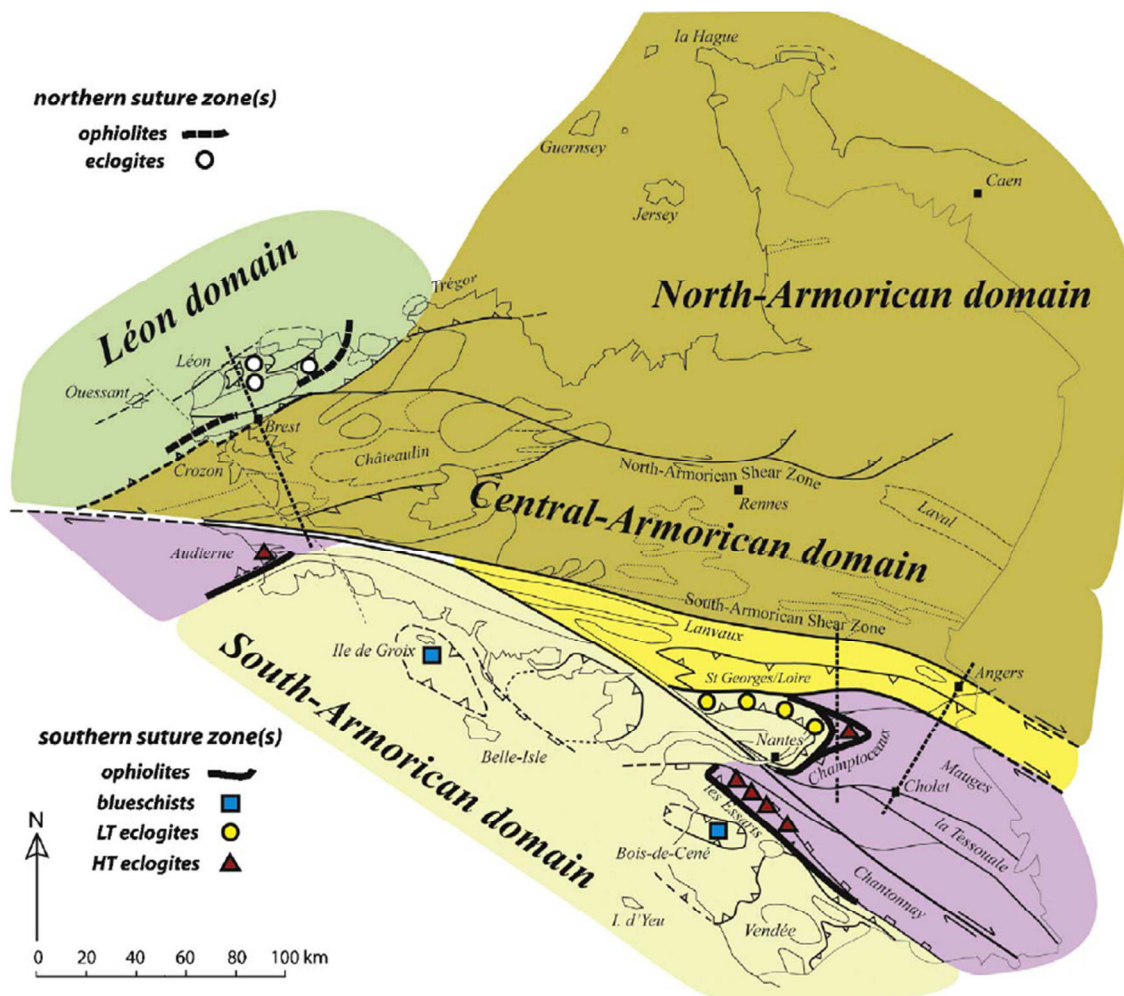 la Hague
northern suture zone(s)
ophiolites
eclogites
Guernsey
Caen
Jersey
Léon domain
Trégor
North-Armorican domain
Léon
Ouessant
Brest
Crozon
Châteaulin
North-Armorican Shear Zone
Rennes
Central-Armorican domain
Laval
Audierne
South-Armorican Shear Zone
Lanvaux
Ile de Groix
St Georges/Loire
Angers
South-Armorican domain
southern suture zone(s)
ophiolites
blueschists
LT eclogites
HT eclogites
Belle-Isle
Nantes
Champtoceaux
Mauges
Cholet
les Essarts
la Tessoualle
Bois-de-Cené
Chantonnay
I. d'Yeu
Vendée
N
0 20 40 60 80 100 km